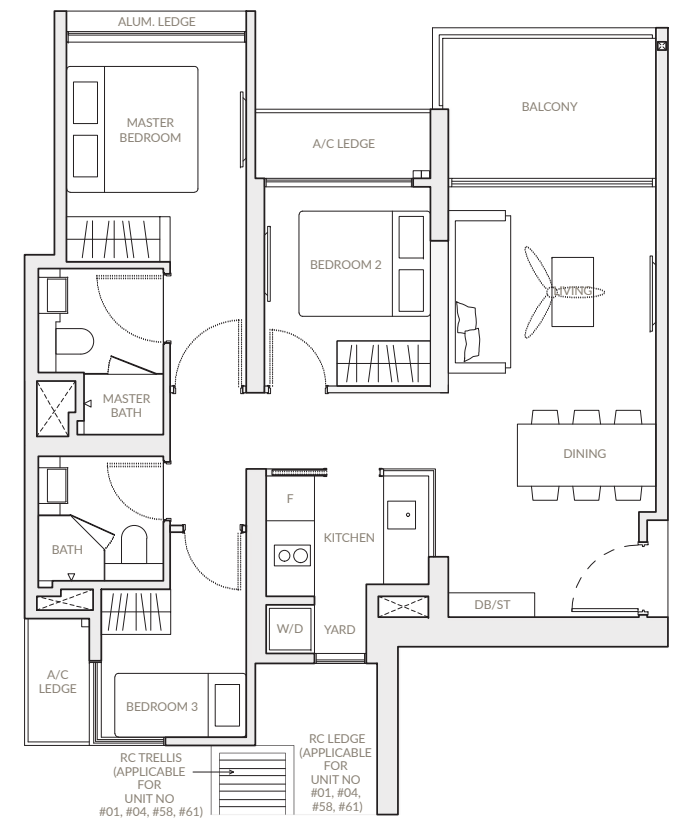 ALUM. LEDGE
MASTER
BEDROOM
BALCONY
A/C LEDGE
BEDROOM 2
LIVING
MASTER
BATH
DINING
F
KITCHEN
BATH
W/D
YARD
DB/ST
A/C
LEDGE
BEDROOM 3
RC TRELLIS
(APPLICABLE
FOR
UNIT NO
#01, #04, #58, #61)
RC LEDGE
(APPLICABLE
FOR
UNIT NO
#01, #04,
#58, #61)